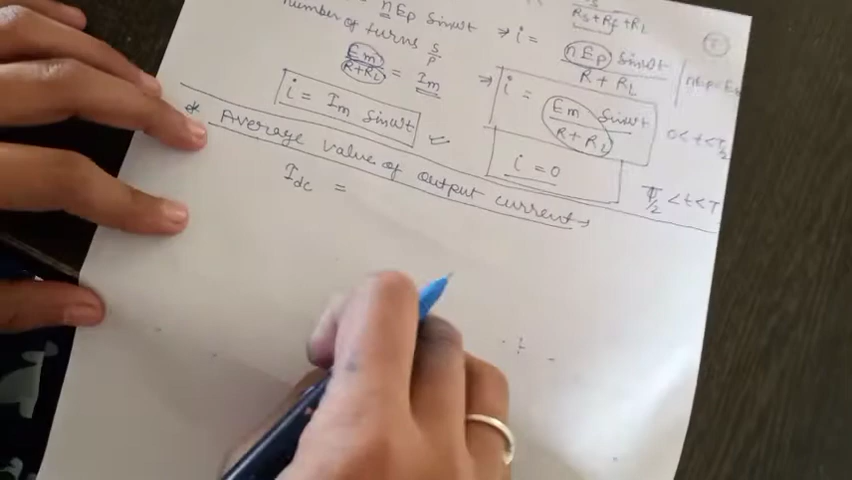 nEp sinωt
Rs+Rf+RL
number of turns s/p
⇒ i =
nEp sinωt
R+RL
Em/(R+RL) = Im
⇒ i = Em sinωt / (R+RL)
0<t<T/2
i = Im sinωt
i=0
T/2<t<T
* Average value of output current →
Idc =